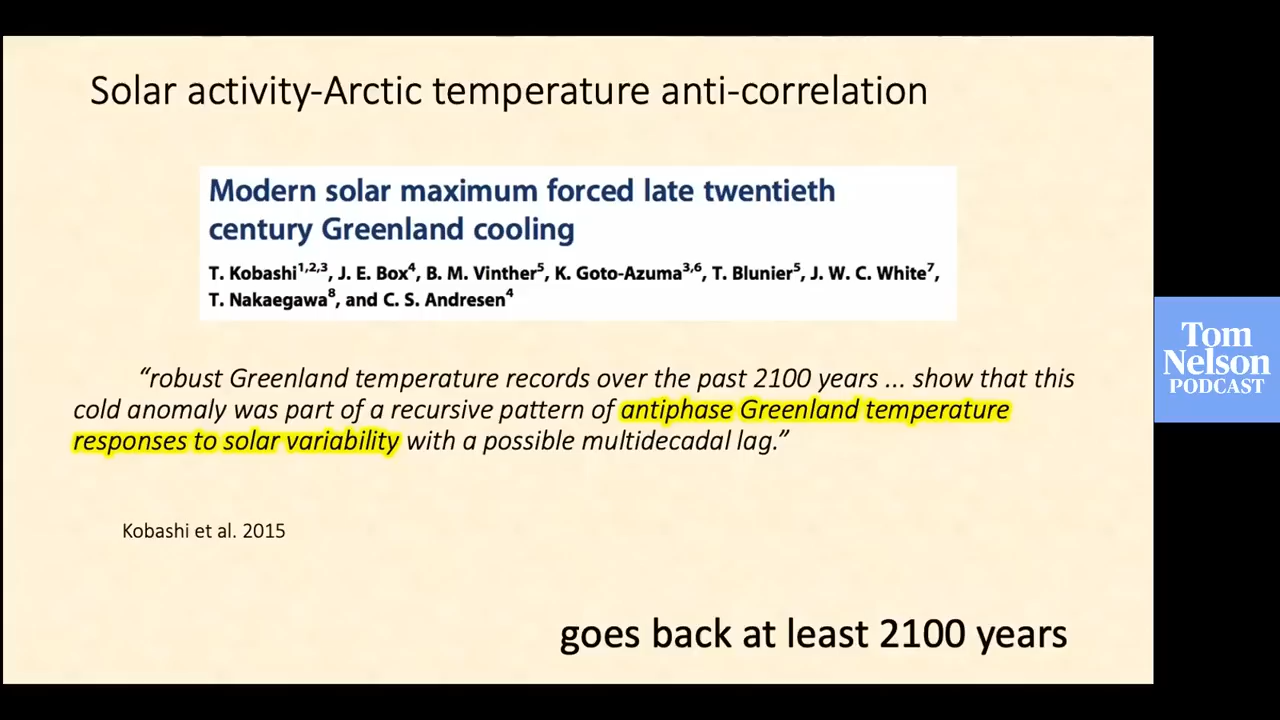 Solar activity-Arctic temperature anti-correlation
Modern solar maximum forced late twentieth
century Greenland cooling
T. Kobashi1,2,3, J. E. Box4, B. M. Vinther5, K. Goto-Azuma3,6, T. Blunier5, J. W. C. White7,
T. Nakaegawa8, and C. S. Andresen4
“robust Greenland temperature records over the past 2100 years ... show that this
cold anomaly was part of a recursive pattern of antiphase Greenland temperature
responses to solar variability with a possible multidecadal lag.”
Kobashi et al. 2015
goes back at least 2100 years
Tom
Nelson
PODCAST